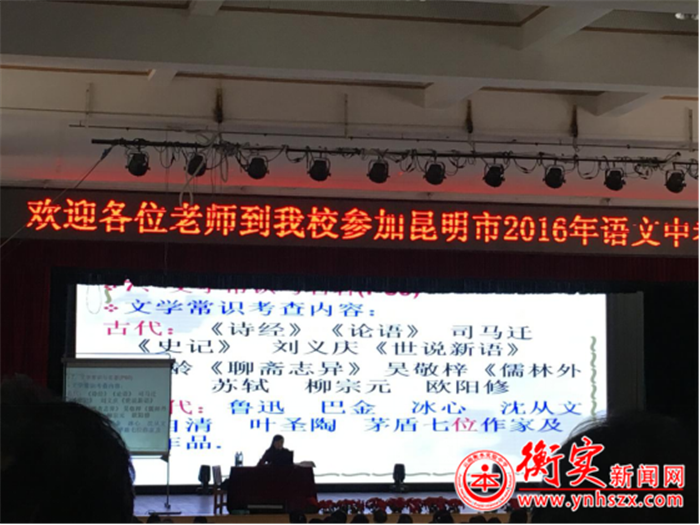 欢迎各位老师到我校参加昆明市2016年语文中
文学常识考查内容:
古代:《诗经》《论语》 司马迁
《史记》 刘义庆《世说新语》
龄《聊斋志异》吴敬梓《儒林外
苏轼 柳宗元 欧阳修
代: 鲁迅 巴金 冰心 沈从文
自清 叶圣陶 茅盾七位作家及
作品.
衡实新闻网
www.ynhszx.com